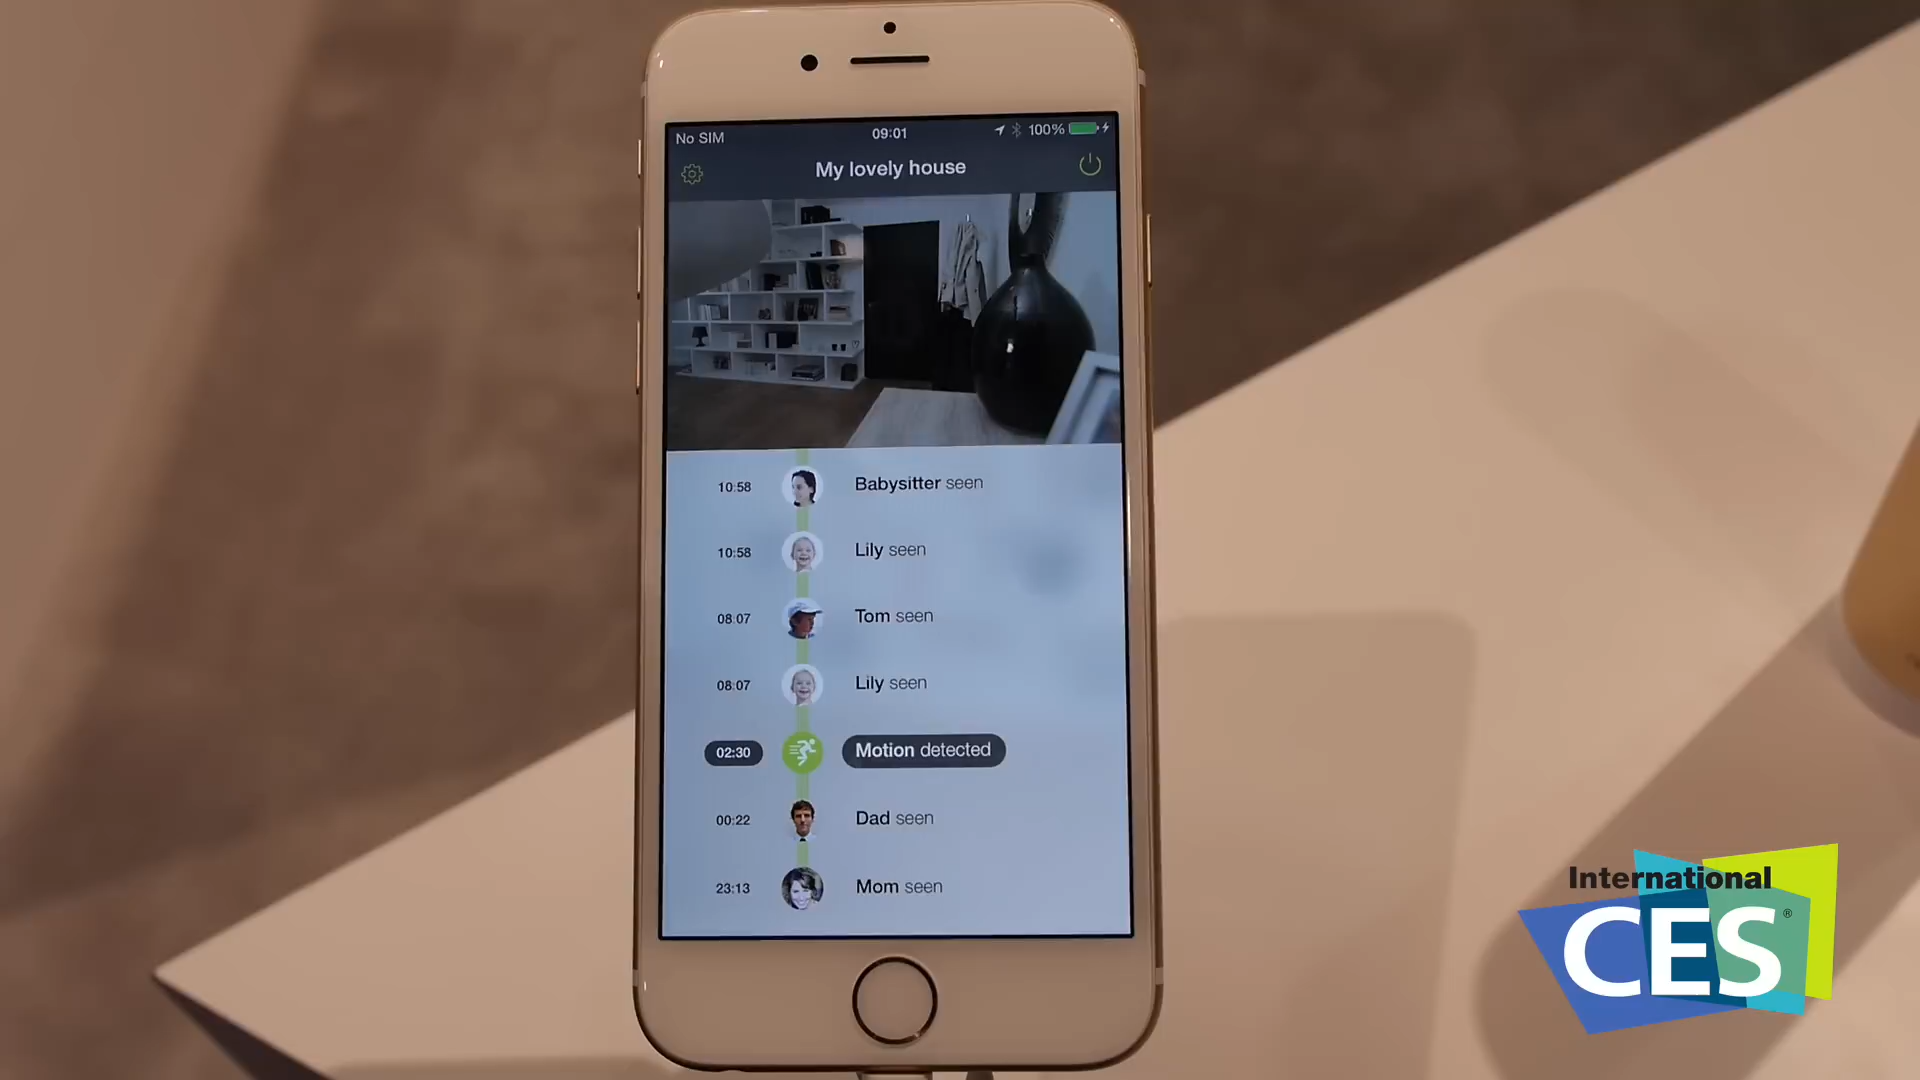 No SIM 09:01 100%
My lovely house
10:58 Babysitter seen
10:58 Lily seen
08:07 Tom seen
08:07 Lily seen
02:30 Motion detected
00:22 Dad seen
23:13 Mom seen
International
CES®